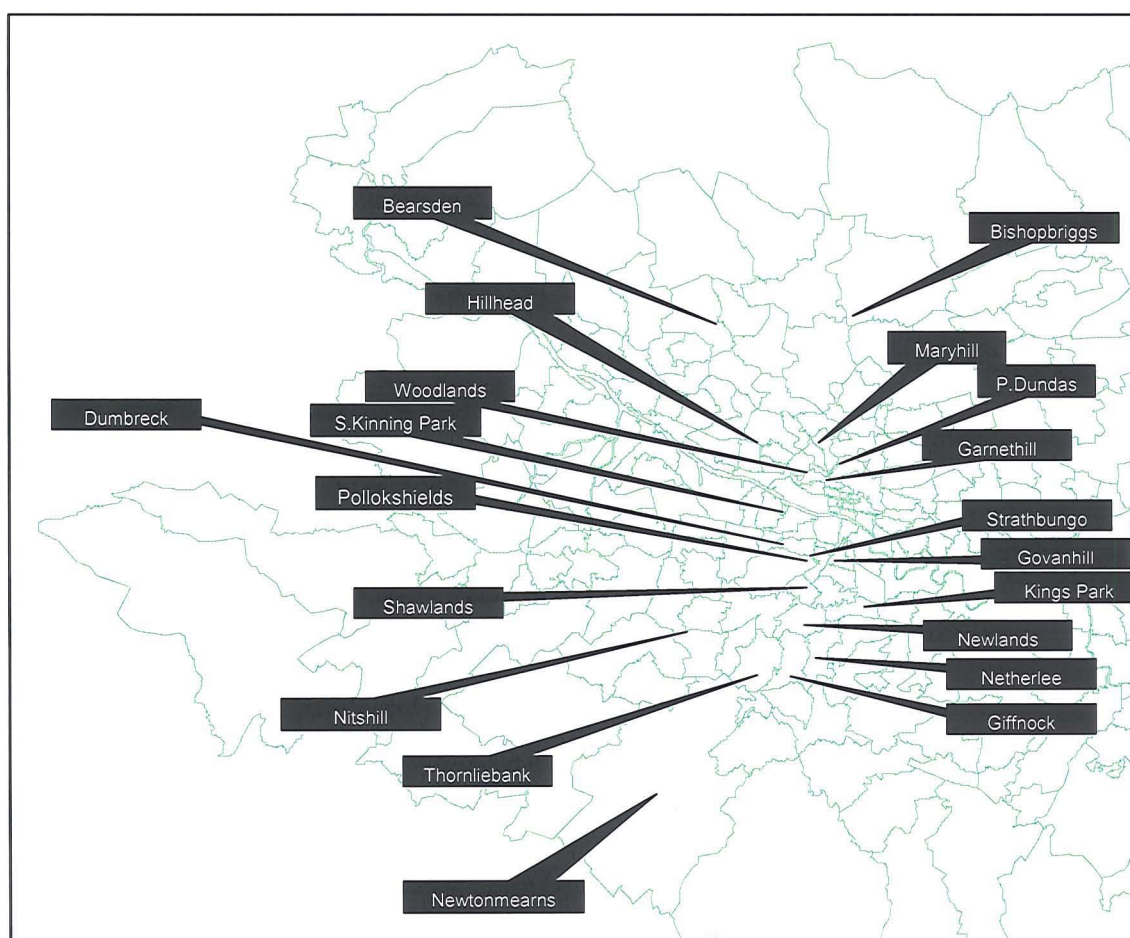 Bearsden
Bishopbriggs
Hillhead
Maryhill
Woodlands
P.Dundas
Dumbreck
S.Kinning Park
Garnethill
Pollokshields
Strathbungo
Govanhill
Kings Park
Shawlands
Newlands
Netherlee
Nitshill
Giffnock
Thornliebank
Newtonmearns